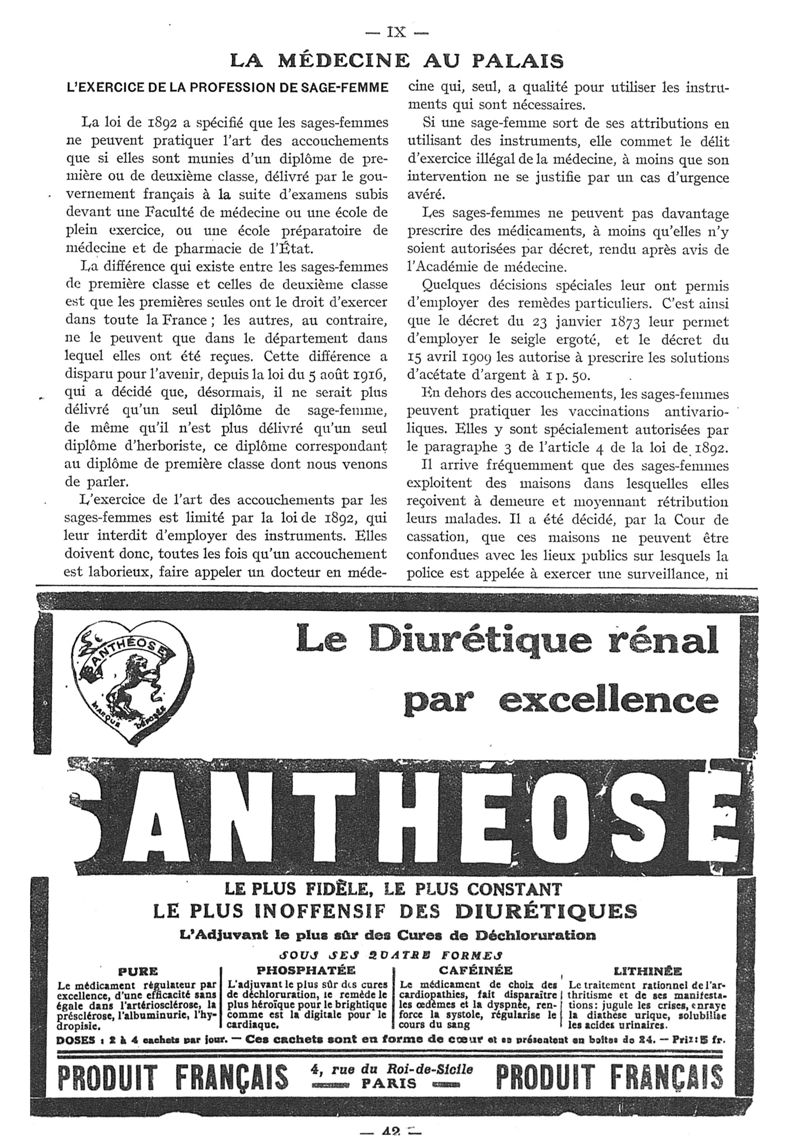 — IX —
LA MÉDECINE AU PALAIS
L'EXERCICE DE LA PROFESSION DE SAGE-FEMME
La loi de 1892 a spécifié que les sages-femmes
ne peuvent pratiquer l'art des accouchements
que si elles sont munies d'un diplôme de pre-
mière ou de deuxième classe, délivré par le gou-
vernement français à la suite d'examens subis
devant une Faculté de médecine ou une école de
plein exercice, ou une école préparatoire de
médecine et de pharmacie de l'État.
La différence qui existe entre les sages-femmes
de première classe et celles de deuxième classe
est que les premières seules ont le droit d'exercer
dans toute la France ; les autres, au contraire,
ne le peuvent que dans le département dans
lequel elles ont été reçues. Cette différence a
disparu pour l'avenir, depuis la loi du 5 août 1916,
qui a décidé que, désormais, il ne serait plus
délivré qu'un seul diplôme de sage-femme,
de même qu'il n'est plus délivré qu'un seul
diplôme d'herboriste, ce diplôme correspondant
au diplôme de première classe dont nous venons
de parler.
L'exercice de l'art des accouchements par les
sages-femmes est limité par la loi de 1892, qui
leur interdit d'employer des instruments. Elles
doivent donc, toutes les fois qu'un accouchement
est laborieux, faire appeler un docteur en méde-
cine qui, seul, a qualité pour utiliser les instru-
ments qui sont nécessaires.
Si une sage-femme sort de ses attributions en
utilisant des instruments, elle commet le délit
d'exercice illégal de la médecine, à moins que son
intervention ne se justifie par un cas d'urgence
avéré.
Les sages-femmes ne peuvent pas davantage
prescrire des médicaments, à moins qu'elles n'y
soient autorisées par décret, rendu après avis de
l'Académie de médecine.
Quelques décisions spéciales leur ont permis
d'employer des remèdes particuliers. C'est ainsi
que le décret du 23 janvier 1873 leur permet
d'employer le seigle ergoté, et le décret du
15 avril 1909 les autorise à prescrire les solutions
d'acétate d'argent à 1 p. 50.
En dehors des accouchements, les sages-femmes
peuvent pratiquer les vaccinations antivario-
liques. Elles y sont spécialement autorisées par
le paragraphe 3 de l'article 4 de la loi de 1892.
Il arrive fréquemment que des sages-femmes
exploitent des maisons dans lesquelles elles
reçoivent à demeure et moyennant rétribution
leurs malades. Il a été décidé, par la Cour de
cassation, que ces maisons ne peuvent être
confondues avec les lieux publics sur lesquels la
police est appelée à exercer une surveillance, ni
SANTHÉOSE
MARQUE DÉPOSÉE
Le Diurétique rénal
par excellence
SANTHÉOSE
LE PLUS FIDÈLE, LE PLUS CONSTANT
LE PLUS INOFFENSIF DES DIURÉTIQUES
L'Adjuvant le plus sûr des Cures de Déchloruration
SOUS SES QUATRE FORMES
PURE
Le médicament régulateur par
excellence, d'une efficacité sans
égale dans l'artériosclérose, la
présclérose, l'albuminurie, l'hy-
dropisie.
PHOSPHATÉE
L'adjuvant le plus sûr des cures
de déchloruration, le remède le
plus héroïque pour le brightique
comme est la digitale pour le
cardiaque.
CAFÉINÉE
Le médicament de choix des
cardiopathies, fait disparaître
les œdèmes et la dyspnée, ren-
force la systole, régularise le
cours du sang
LITHINÉE
Le traitement rationnel de l'ar-
thritisme et de ses manifesta-
tions: jugule les crises, enraye
la diathèse urique, solubilise
les acides urinaires.
DOSES : 2 à 4 cachets par jour. — Ces cachets sont en forme de cœur et se présentent en boîtes de 24. — Prix: 5 fr.
PRODUIT FRANÇAIS
4, rue du Roi-de-Sicile
PARIS
PRODUIT FRANÇAIS
— 42 —